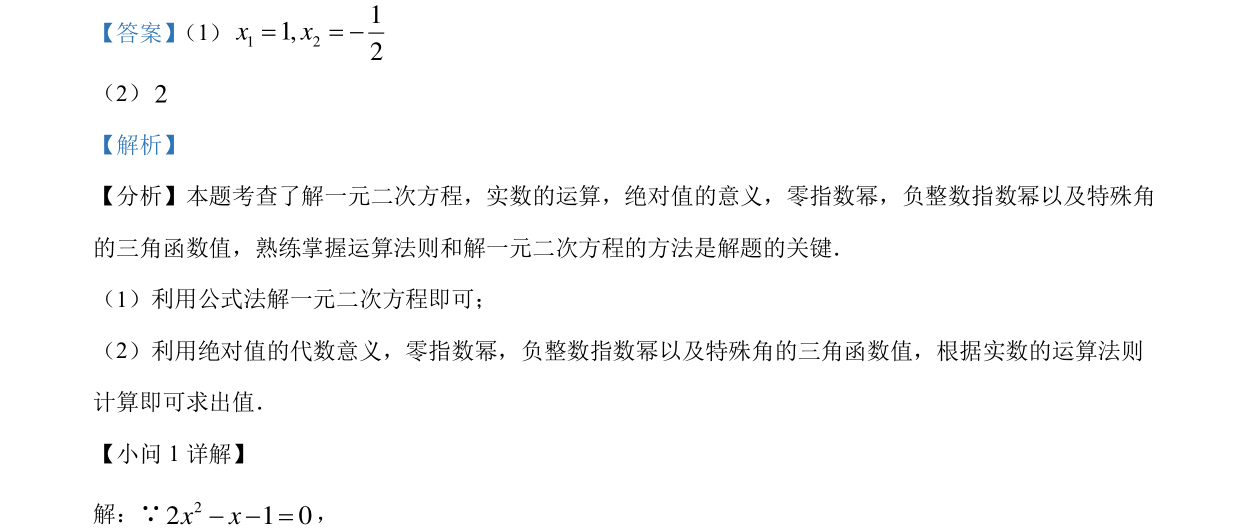 【答案】（1）x₁ = 1, x₂ = −1/2
（2）2
【解析】
【分析】本题考查了解一元二次方程，实数的运算，绝对值的意义，零指数幂，负整数指数幂以及特殊角
的三角函数值，熟练掌握运算法则和解一元二次方程的方法是解题的关键．
（1）利用公式法解一元二次方程即可；
（2）利用绝对值的代数意义，零指数幂，负整数指数幂以及特殊角的三角函数值，根据实数的运算法则
计算即可求出值．
【小问 1 详解】
解：∵2x² − x − 1 = 0，